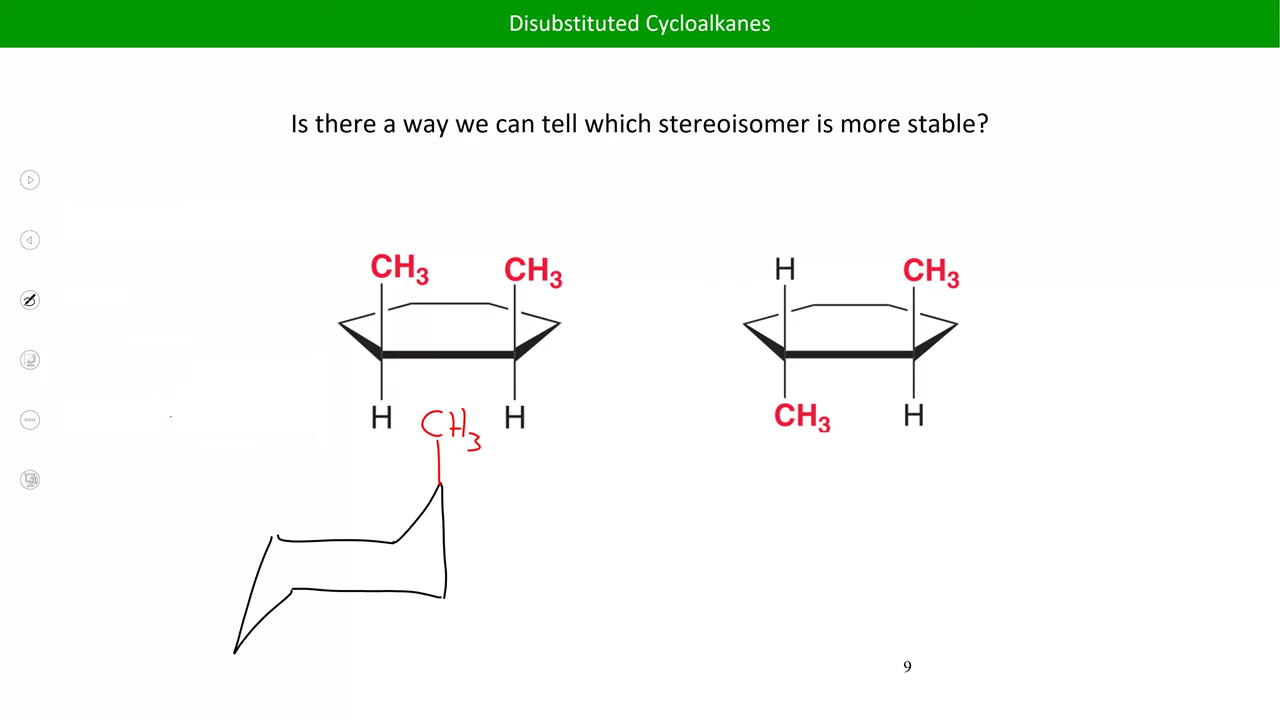 Disubstituted Cycloalkanes
Is there a way we can tell which stereoisomer is more stable?
CH₃ CH₃ H CH₃
H H CH₃ H
CH₃
9